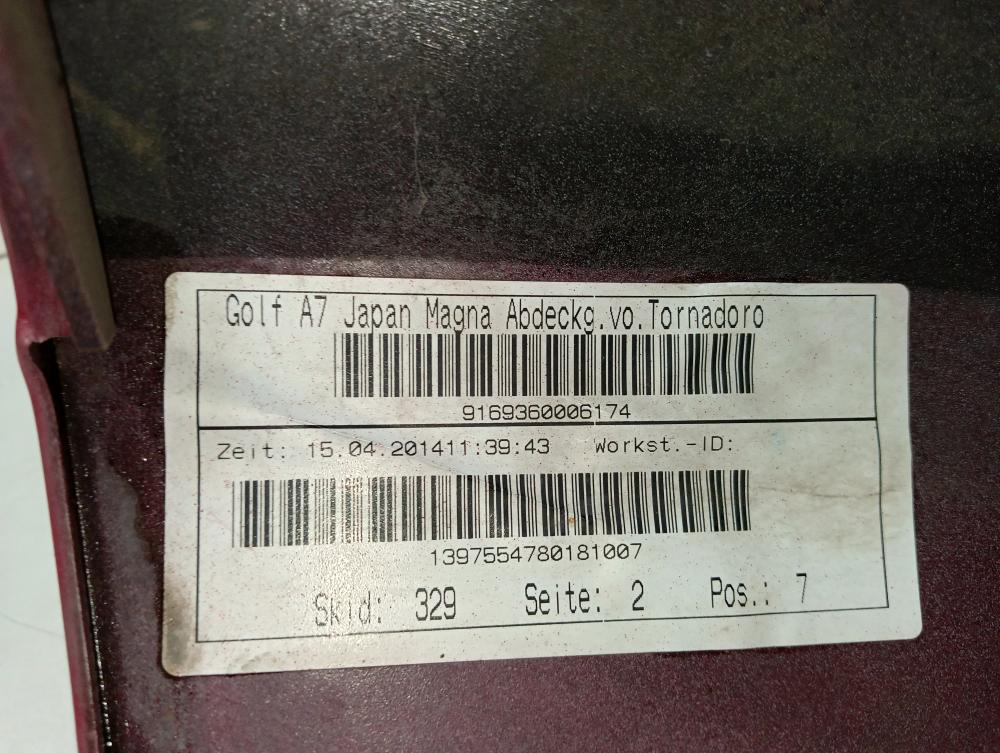 Golf A7 Japan Magna Abdeckg.vo.Tornadoro
9169360006174
Zeit: 15.04.201411:39:43 Workst.-ID:
1397554780181007
Skid: 329 Seite: 2 Pos.: 7